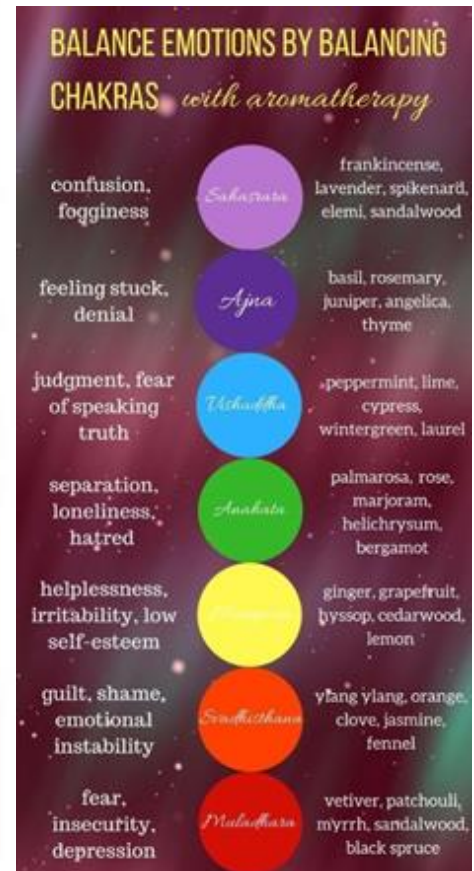 BALANCE EMOTIONS BY BALANCING
CHAKRAS with aromatherapy
confusion,
fogginess
Sahasrara
frankincense,
lavender, spikenard,
elemi, sandalwood
feeling stuck,
denial
Ajna
basil, rosemary,
juniper, angelica,
thyme
judgment, fear
of speaking
truth
Vishaddha
peppermint, lime,
cypress,
wintergreen, laurel
separation,
loneliness,
hatred
Anahata
palmarosa, rose,
marjoram,
helichrysum,
bergamot
helplessness,
irritability, low
self-esteem
ginger, grapefruit,
hyssop, cedarwood,
lemon
guilt, shame,
emotional
instability
Svadhisthana
ylang ylang, orange,
clove, jasmine,
fennel
fear,
insecurity,
depression
Muladhara
vetiver, patchouli,
myrrh, sandalwood,
black spruce